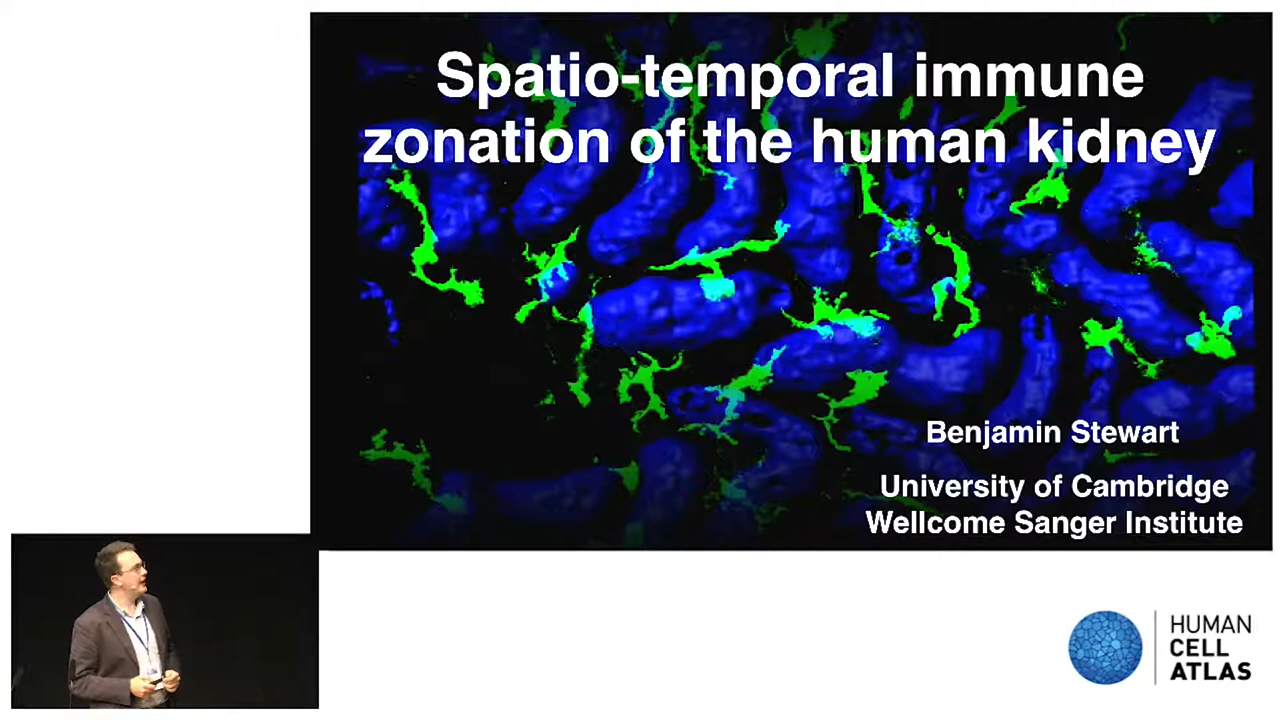 Spatio-temporal immune
zonation of the human kidney
Benjamin Stewart
University of Cambridge
Wellcome Sanger Institute
HUMAN
CELL
ATLAS